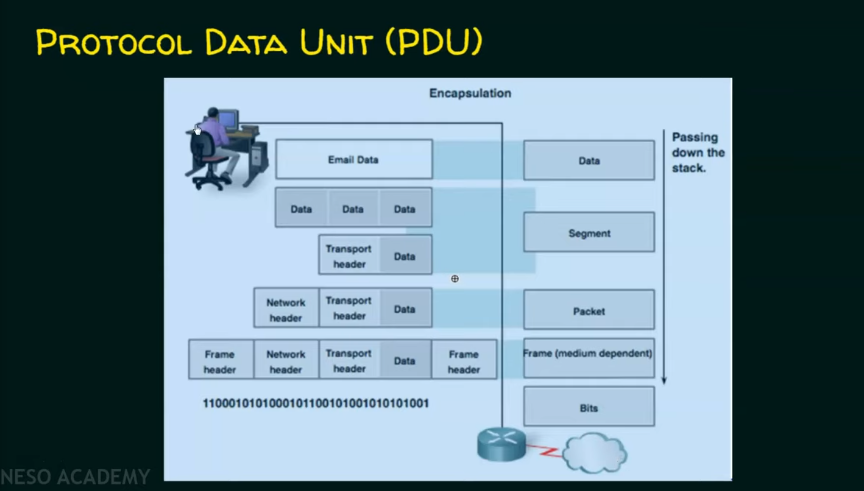 PROTOCOL DATA UNIT (PDU)
Encapsulation
Passing
down the
stack.
Email Data
Data
Data Data Data
Segment
Transport
header
Data
Network
header
Transport
header
Data
Packet
Frame
header
Network
header
Transport
header
Data
Frame
header
Frame (medium dependent)
110001010100010110010100101010101001
Bits
NESO ACADEMY